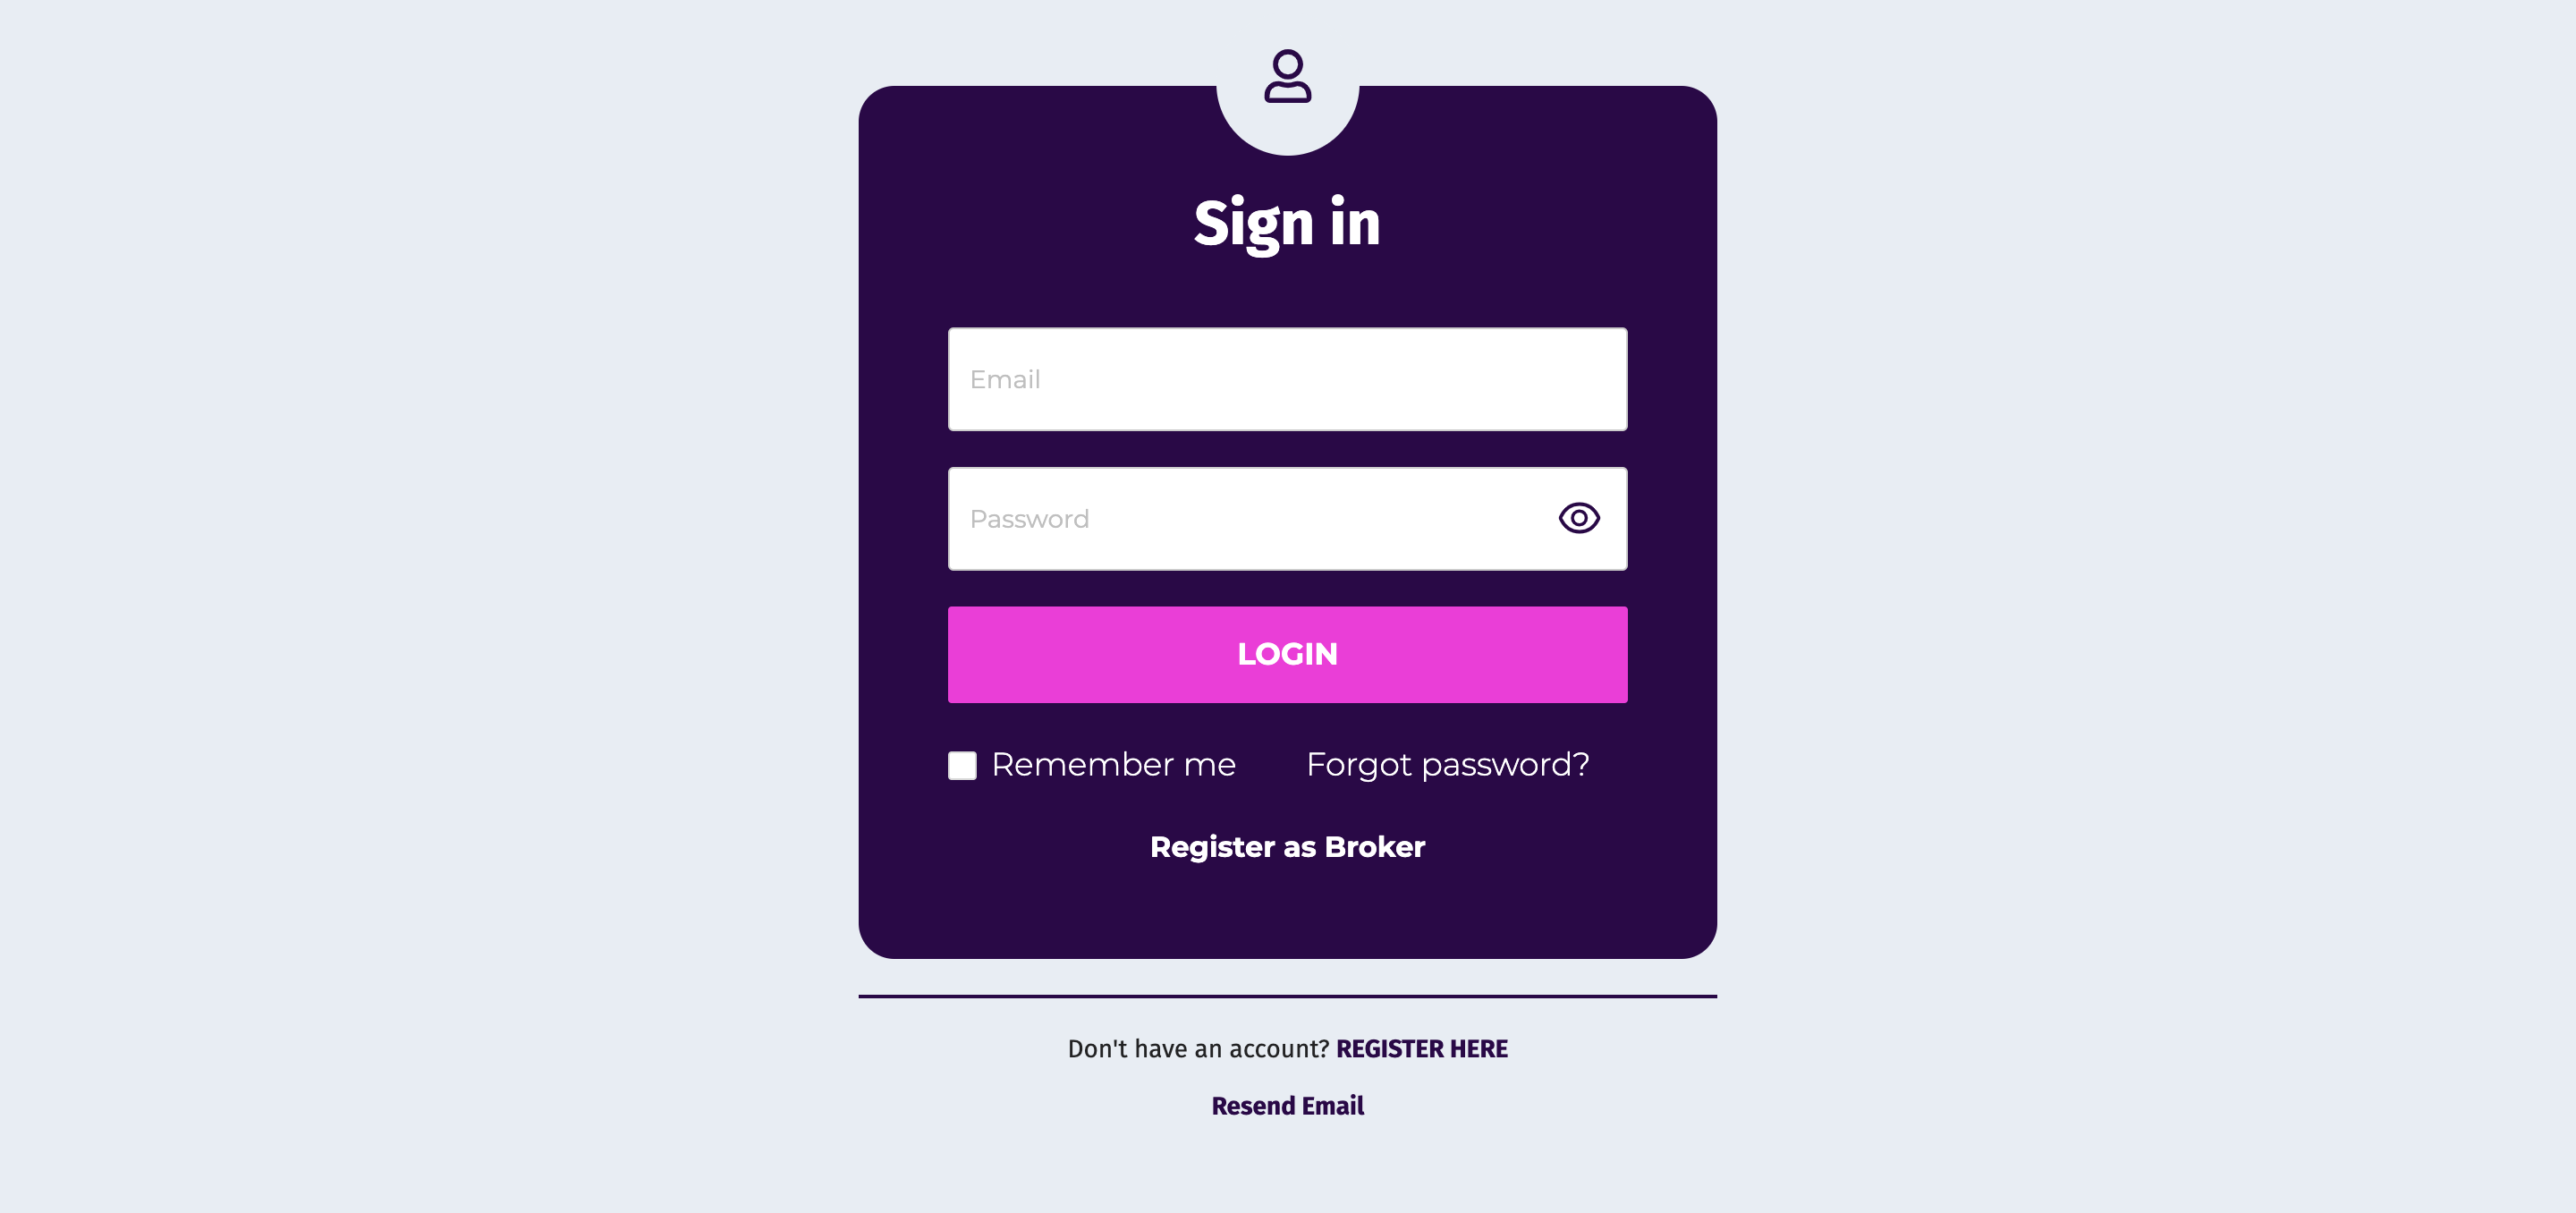 Sign in
Email
Password
LOGIN
Remember me
Forgot password?
Register as Broker
Don't have an account? REGISTER HERE
Resend Email